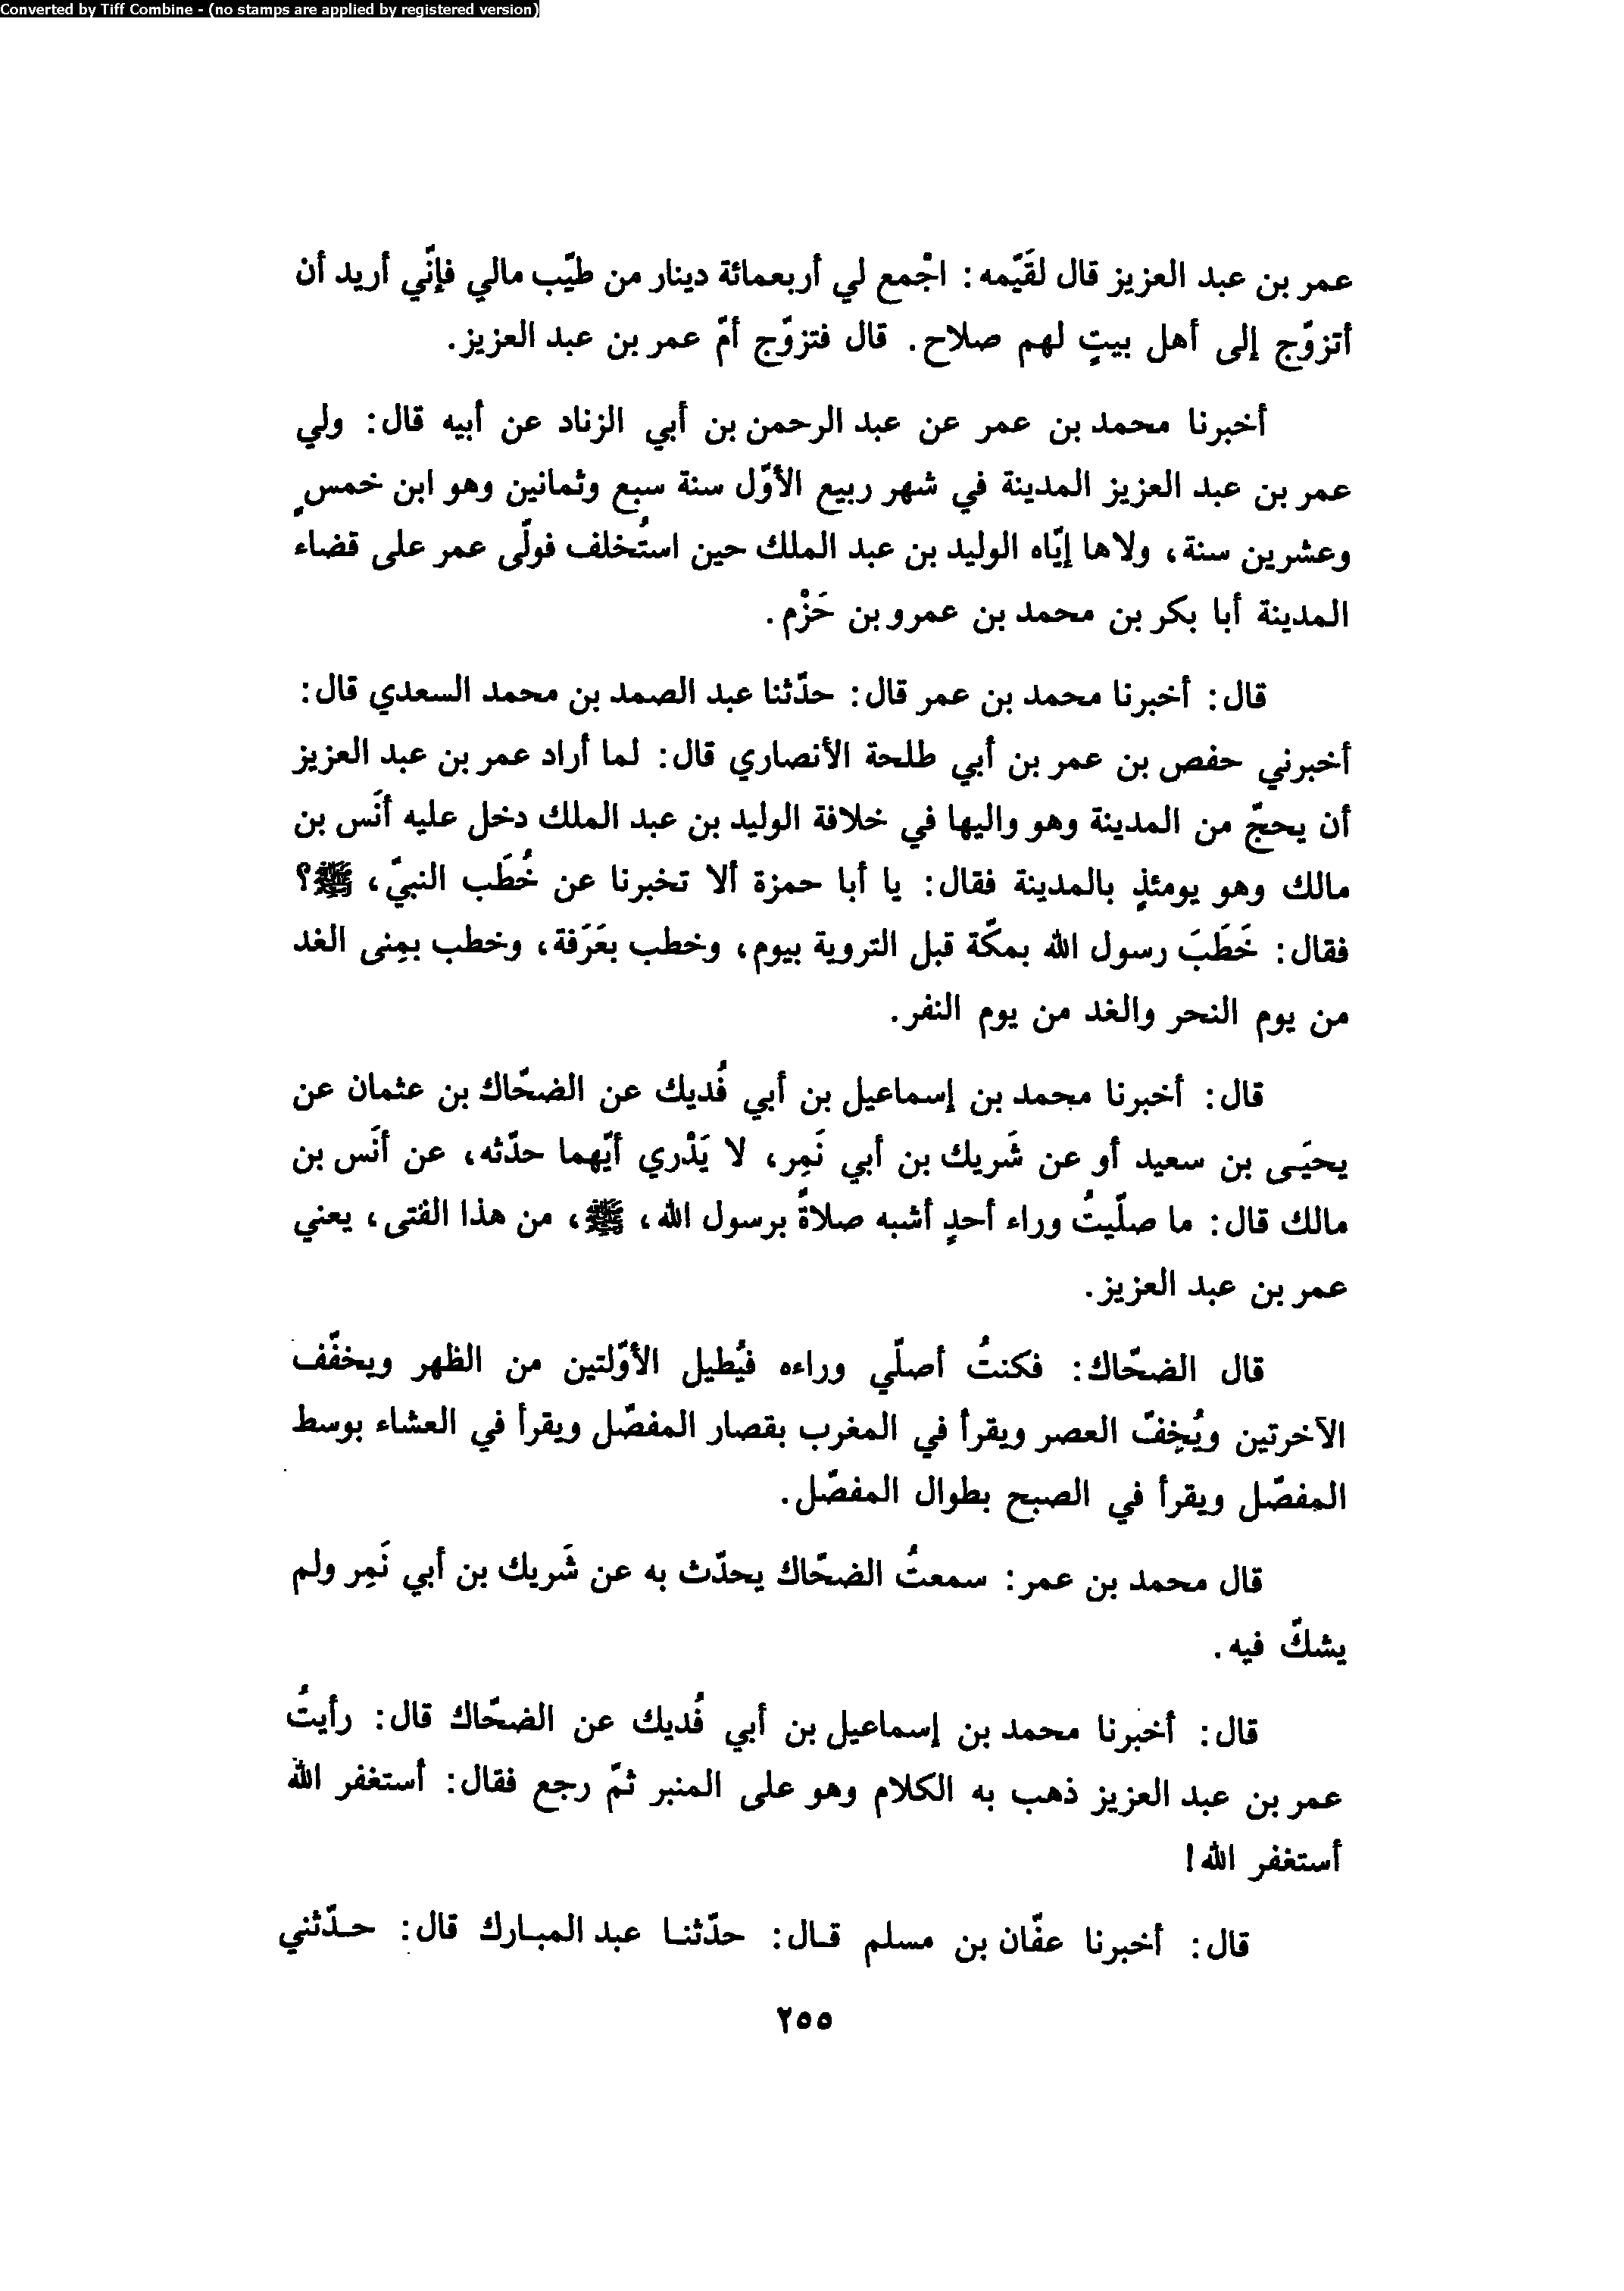 Converted by Tiff Combine - (no stamps are applied by registered version)
عمر بن عبد العزيز قال لقَيّمه: اجْمع لي أربعمائة دينار من طيّب مالي فإنّي أريد أن
أتزوّج إلى أهل بيتٍ لهم صلاح. قال فتزوّج أمّ عمر بن عبد العزيز.
أخبرنا محمد بن عمر عن عبد الرحمن بن أبي الزناد عن أبيه قال: ولي
عمر بن عبد العزيز المدينة في شهر ربيع الأوّل سنة سبع وثمانين وهو ابن خمسٍ
وعشرين سنة، ولاها إيّاه الوليد بن عبد الملك حين استُخلف فولّى عمر على قضاء
المدينة أبا بكر بن محمد بن عمرو بن حَزْم.
قال: أخبرنا محمد بن عمر قال: حدّثنا عبد الصمد بن محمد السعدي قال:
أخبرني حفص بن عمر بن أبي طلحة الأنصاري قال: لما أراد عمر بن عبد العزيز
أن يحجّ من المدينة وهو واليها في خلافة الوليد بن عبد الملك دخل عليه أنَس بن
مالك وهو يومئذٍ بالمدينة فقال: يا أبا حمزة ألا تخبرنا عن خُطَب النبيّ، ﷺ؟
فقال: خَطَبَ رسول الله بمكّة قبل التروية بيوم، وخطب بعَرَفة، وخطب بمِنى الغد
من يوم النحر والغد من يوم النفر.
قال: أخبرنا محمد بن إسماعيل بن أبي فُديك عن الضحّاك بن عثمان عن
يحيَى بن سعيد أو عن شَريك بن أبي نَمِر، لا يَدْري أيّهما حدّثه، عن أنَس بن
مالك قال: ما صلّيتُ وراء أحدٍ أشبه صلاةً برسول الله، ﷺ، من هذا الفتى، يعني
عمر بن عبد العزيز.
قال الضحّاك: فكنتُ أصلّي وراءه فيُطيل الأوّلتين من الظهر ويخفّف
الآخرتين ويُخِفّ العصر ويقرأ في المغرب بقصار المفصّل ويقرأ في العشاء بوسط
المفصّل ويقرأ في الصبح بطوال المفصّل.
قال محمد بن عمر: سمعتُ الضحّاك يحدّث به عن شَريك بن أبي نَمِر ولم
يشكّ فيه.
قال: أخبرنا محمد بن إسماعيل بن أبي فُديك عن الضحّاك قال: رأيتُ
عمر بن عبد العزيز ذهب به الكلام وهو على المنبر ثمّ رجع فقال: أستغفر الله
أستغفر الله!
قال: أخبرنا عفّان بن مسلم قـال: حدّثنـا عبد المبـارك قال: حـدّثني
٢٥٥